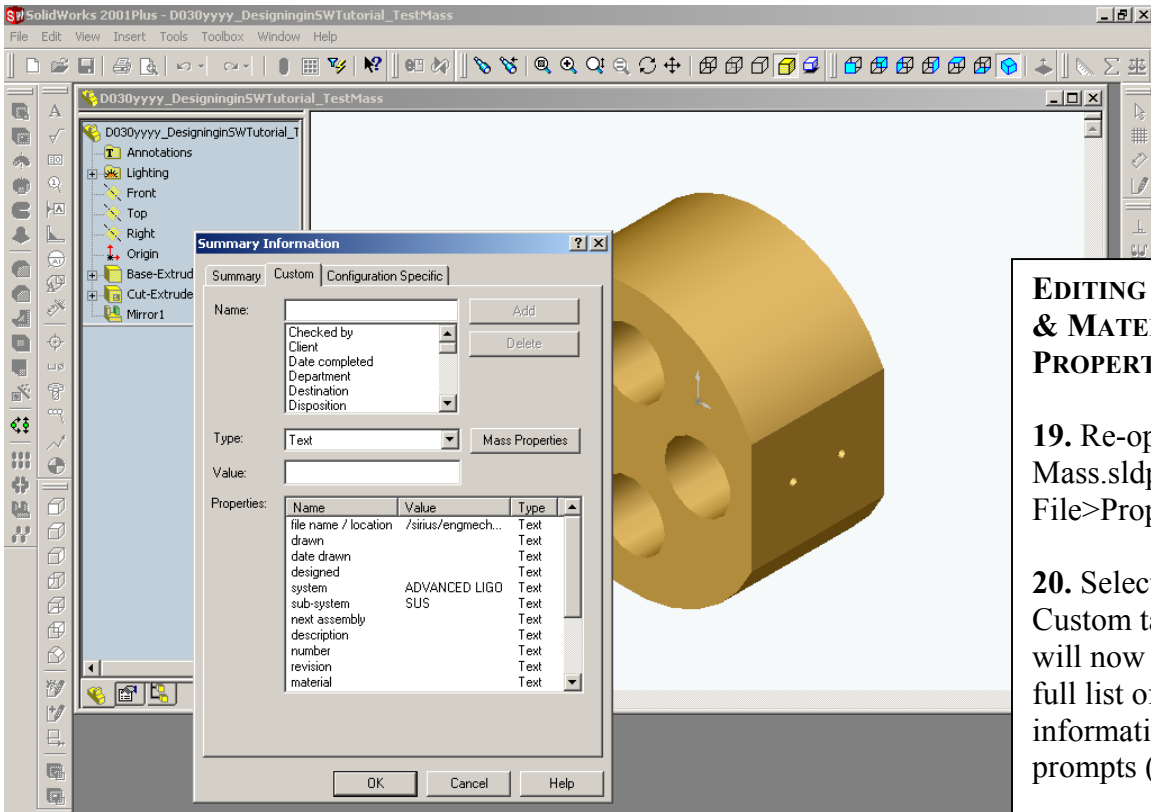 SolidWorks 2001Plus - D030yyyy_DesigninginSWTutorial_TestMass
File Edit View Insert Tools Toolbox Window Help
D030yyyy_DesigninginSWTutorial_TestMass
D030yyyy_DesigninginSWTutorial_T
Annotations
Lighting
Front
Top
Right
Origin
Base-Extrud
Cut-Extrude
Mirror1
Summary Information
Summary Custom Configuration Specific
Name:
Add
Checked by
Client
Date completed
Department
Destination
Disposition
Delete
Type: Text Mass Properties
Value:
Properties:
Name Value Type
file name / location /sirius/engmech... Text
drawn Text
date drawn Text
designed Text
system ADVANCED LIGO Text
sub-system SUS Text
next assembly Text
description Text
number Text
revision Text
material Text
OK Cancel Help
EDITING
& MATE
PROPERT
19. Re-op
Mass.sldp
File>Prop
20. Select
Custom ta
will now
full list of
informati
prompts (